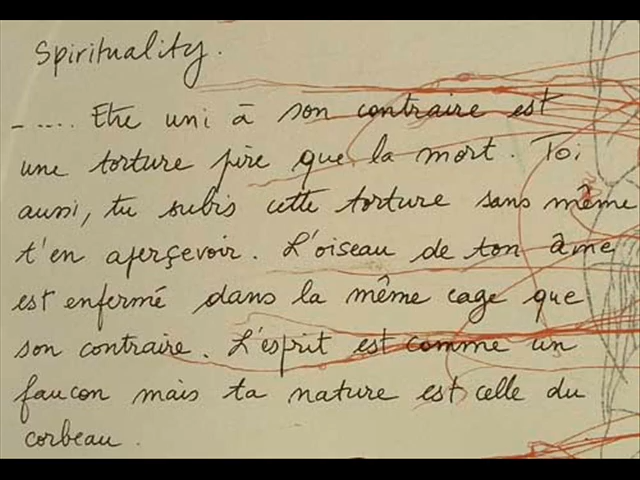 Spirituality.
_ .... Etre uni à son contraire est
une torture pire que la mort. Toi
aussi, tu subis cette torture sans même
t'en aperçevoir. L'oiseau de ton âme
est enfermé dans la même cage que
son contraire. L'esprit est comme un
faucon mais ta nature est celle du
corbeau.